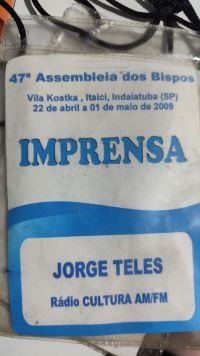 47ª Assembleia dos Bispos
Vila Kostka , Itaici, Indaiatuba (SP)
22 de abril a 01 de maio de 2009
IMPRENSA
JORGE TELES
Rádio CULTURA AM/FM